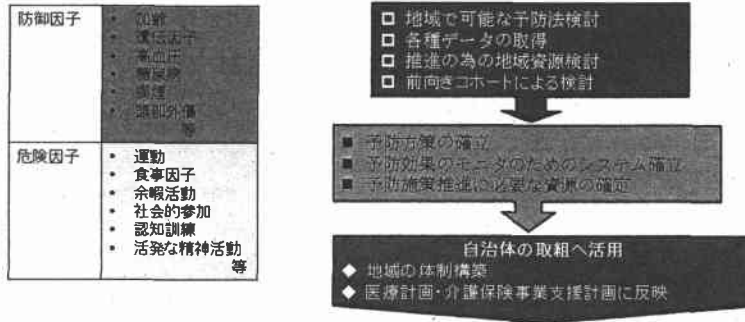 防御因子
• 加齢
• 遺伝因子
• 高血圧
• 糖尿病
• 喫煙
• 頭部外傷
等
危険因子
• 運動
• 食事因子
• 余暇活動
• 社会的参加
• 認知訓練
• 活発な精神活動
等
□ 地域で可能な予防法検討
□ 各種データの取得
□ 推進の為の地域資源検討
□ 前向きコホートによる検討
■ 予防方策の確立
■ 予防効果のモニタのためのシステム確立
■ 予防施策推進に必要な資源の確定
自治体の取組へ活用
◆ 地域の体制構築
◆ 医療計画・介護保険事業支援計画に反映